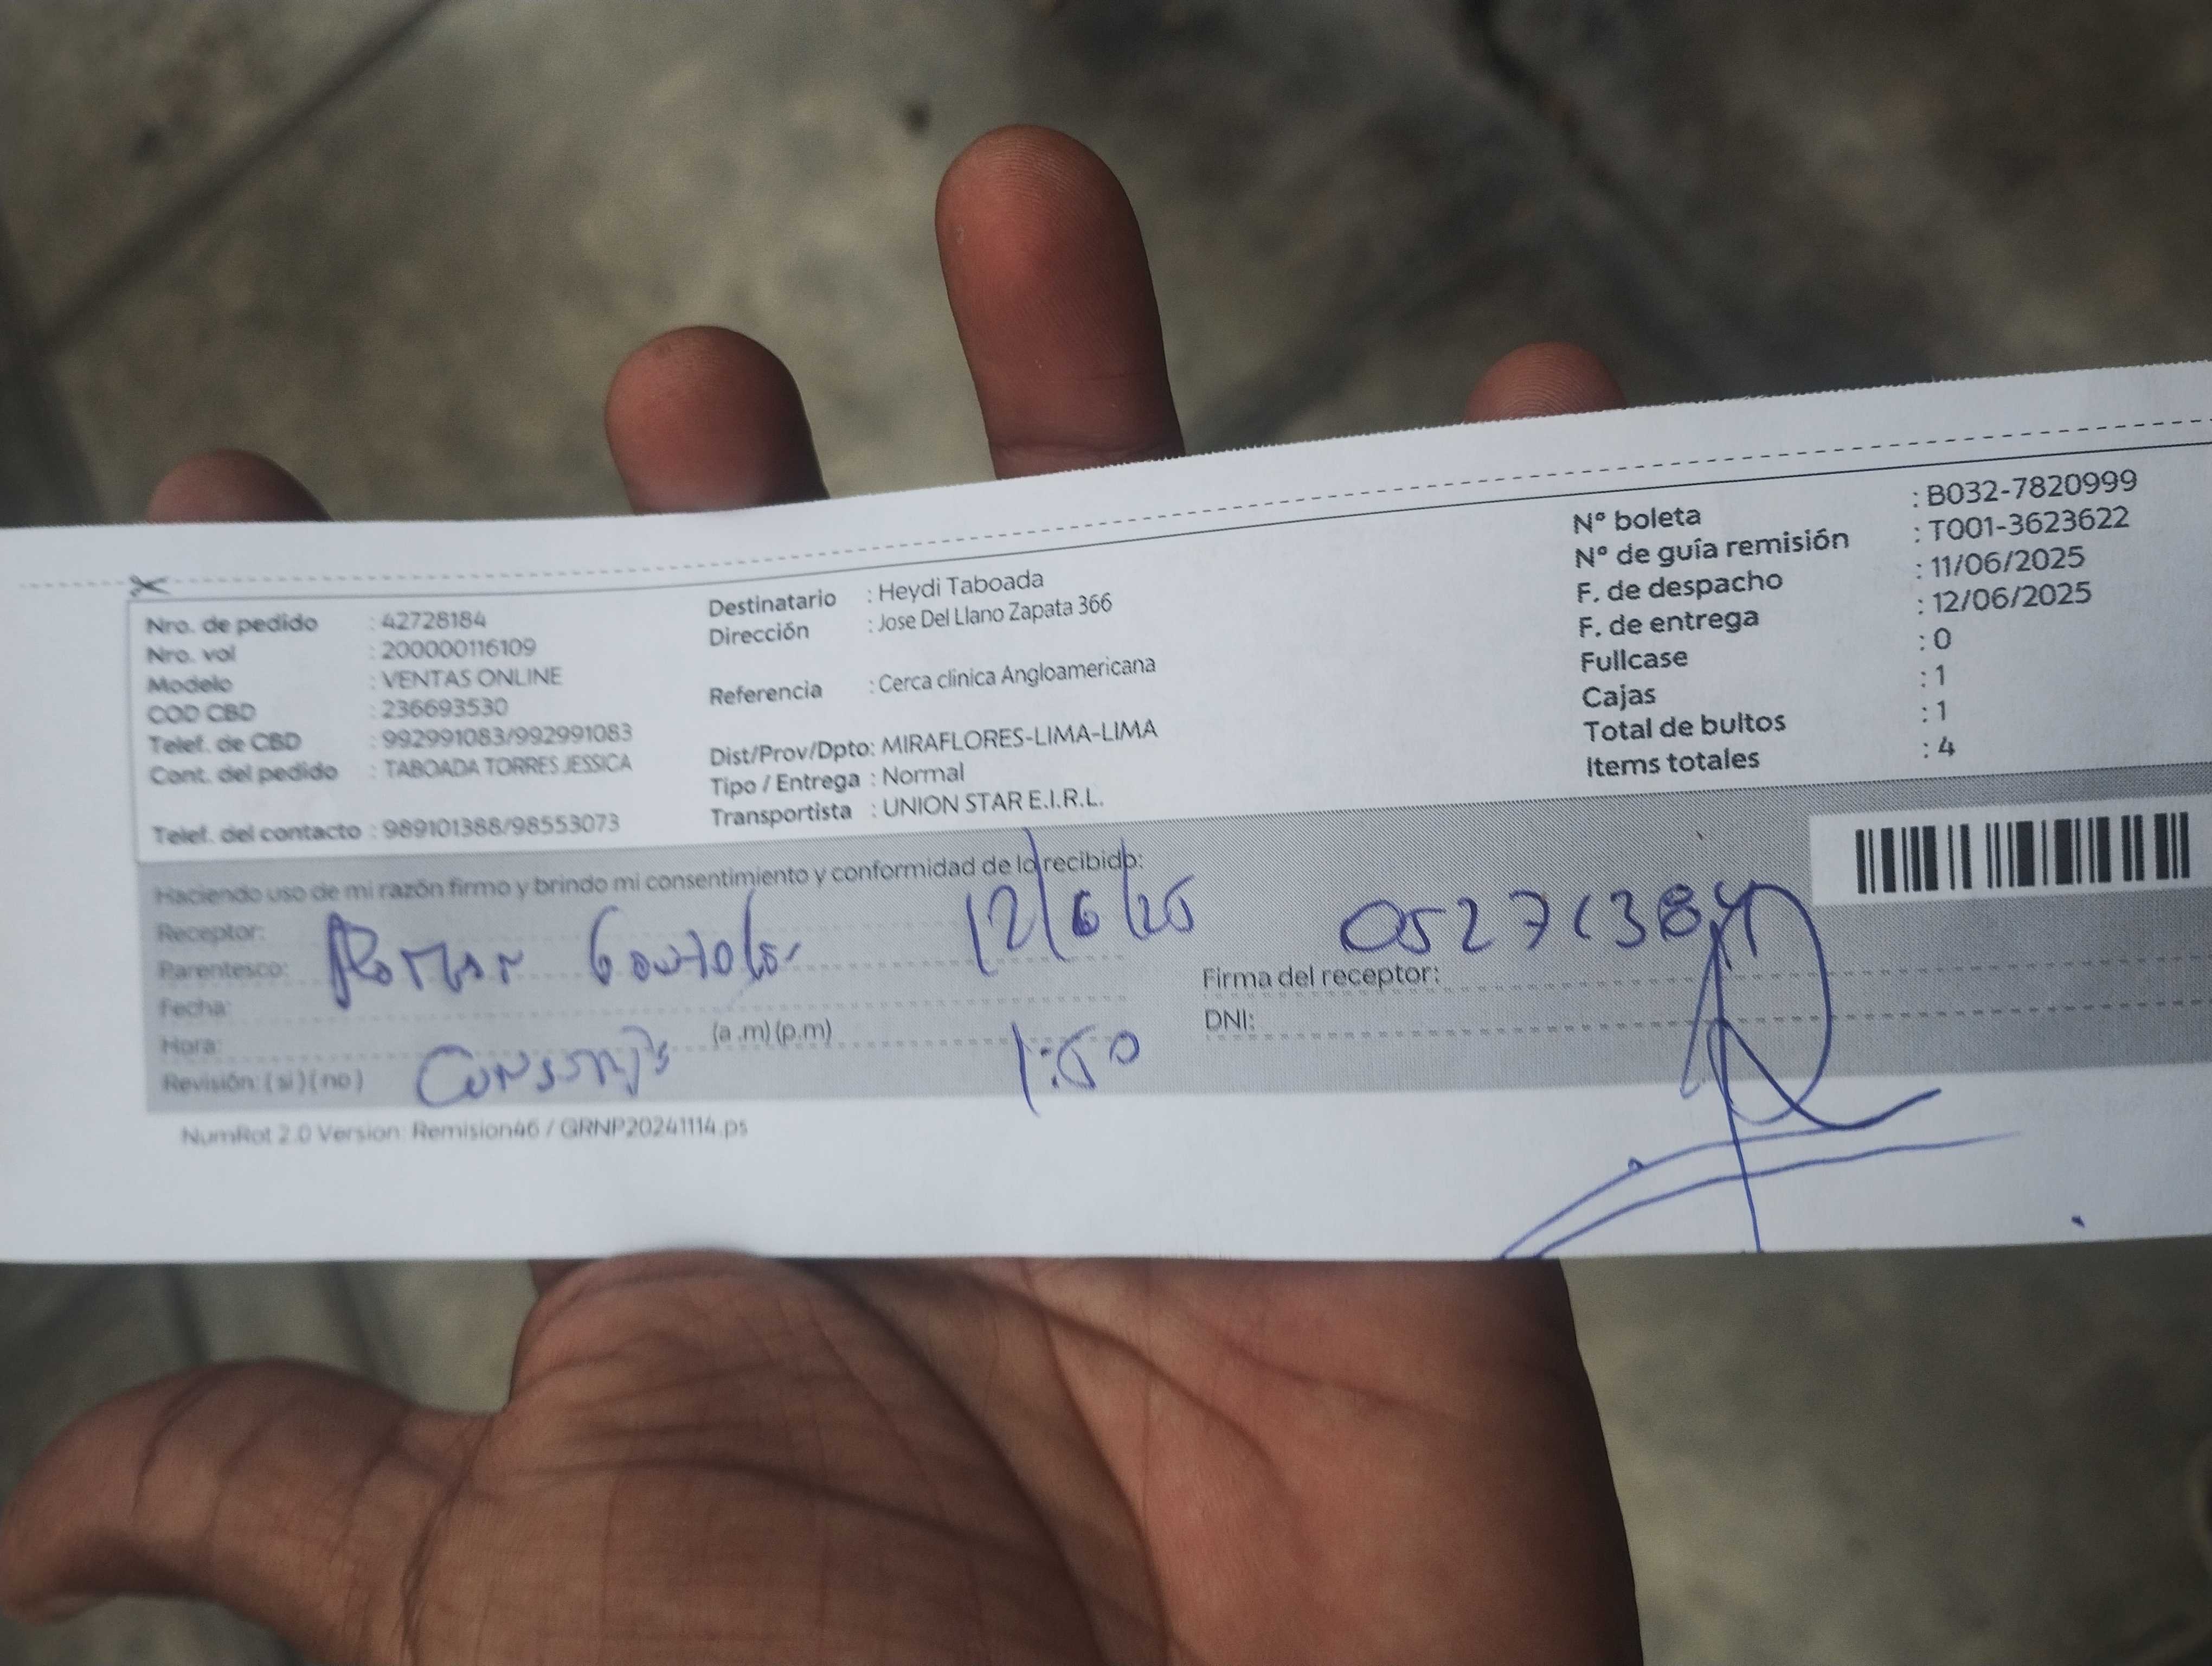 Nro. de pedido : 42728184
Nro. vol : 200000116109
Modelo : VENTAS ONLINE
COD CBD : 236693530
Telef. de CBD : 992991083/992991083
Cont. del pedido : TABOADA TORRES JESSICA
Telef. del contacto : 989101388/98553073
Destinatario : Heydi Taboada
Dirección : Jose Del Llano Zapata 366
Referencia : Cerca clinica Angloamericana
Dist/Prov/Dpto: MIRAFLORES-LIMA-LIMA
Tipo / Entrega : Normal
Transportista : UNION STAR E.I.R.L.
N° boleta : B032-7820999
N° de guía remisión : T001-3623622
F. de despacho : 11/06/2025
F. de entrega : 12/06/2025
Fullcase : 0
Cajas : 1
Total de bultos : 1
Items totales : 4
Haciendo uso de mi razón firmo y brindo mi consentimiento y conformidad de lo recibido:
Receptor:
Parentesco: 12/6/25
Fecha:
Hora: (a .m) (p.m) 1:50
Revisión: ( si ) ( no )
Firma del receptor:
DNI:
NumRot 2.0 Version: Remision46 / GRNP20241114.ps